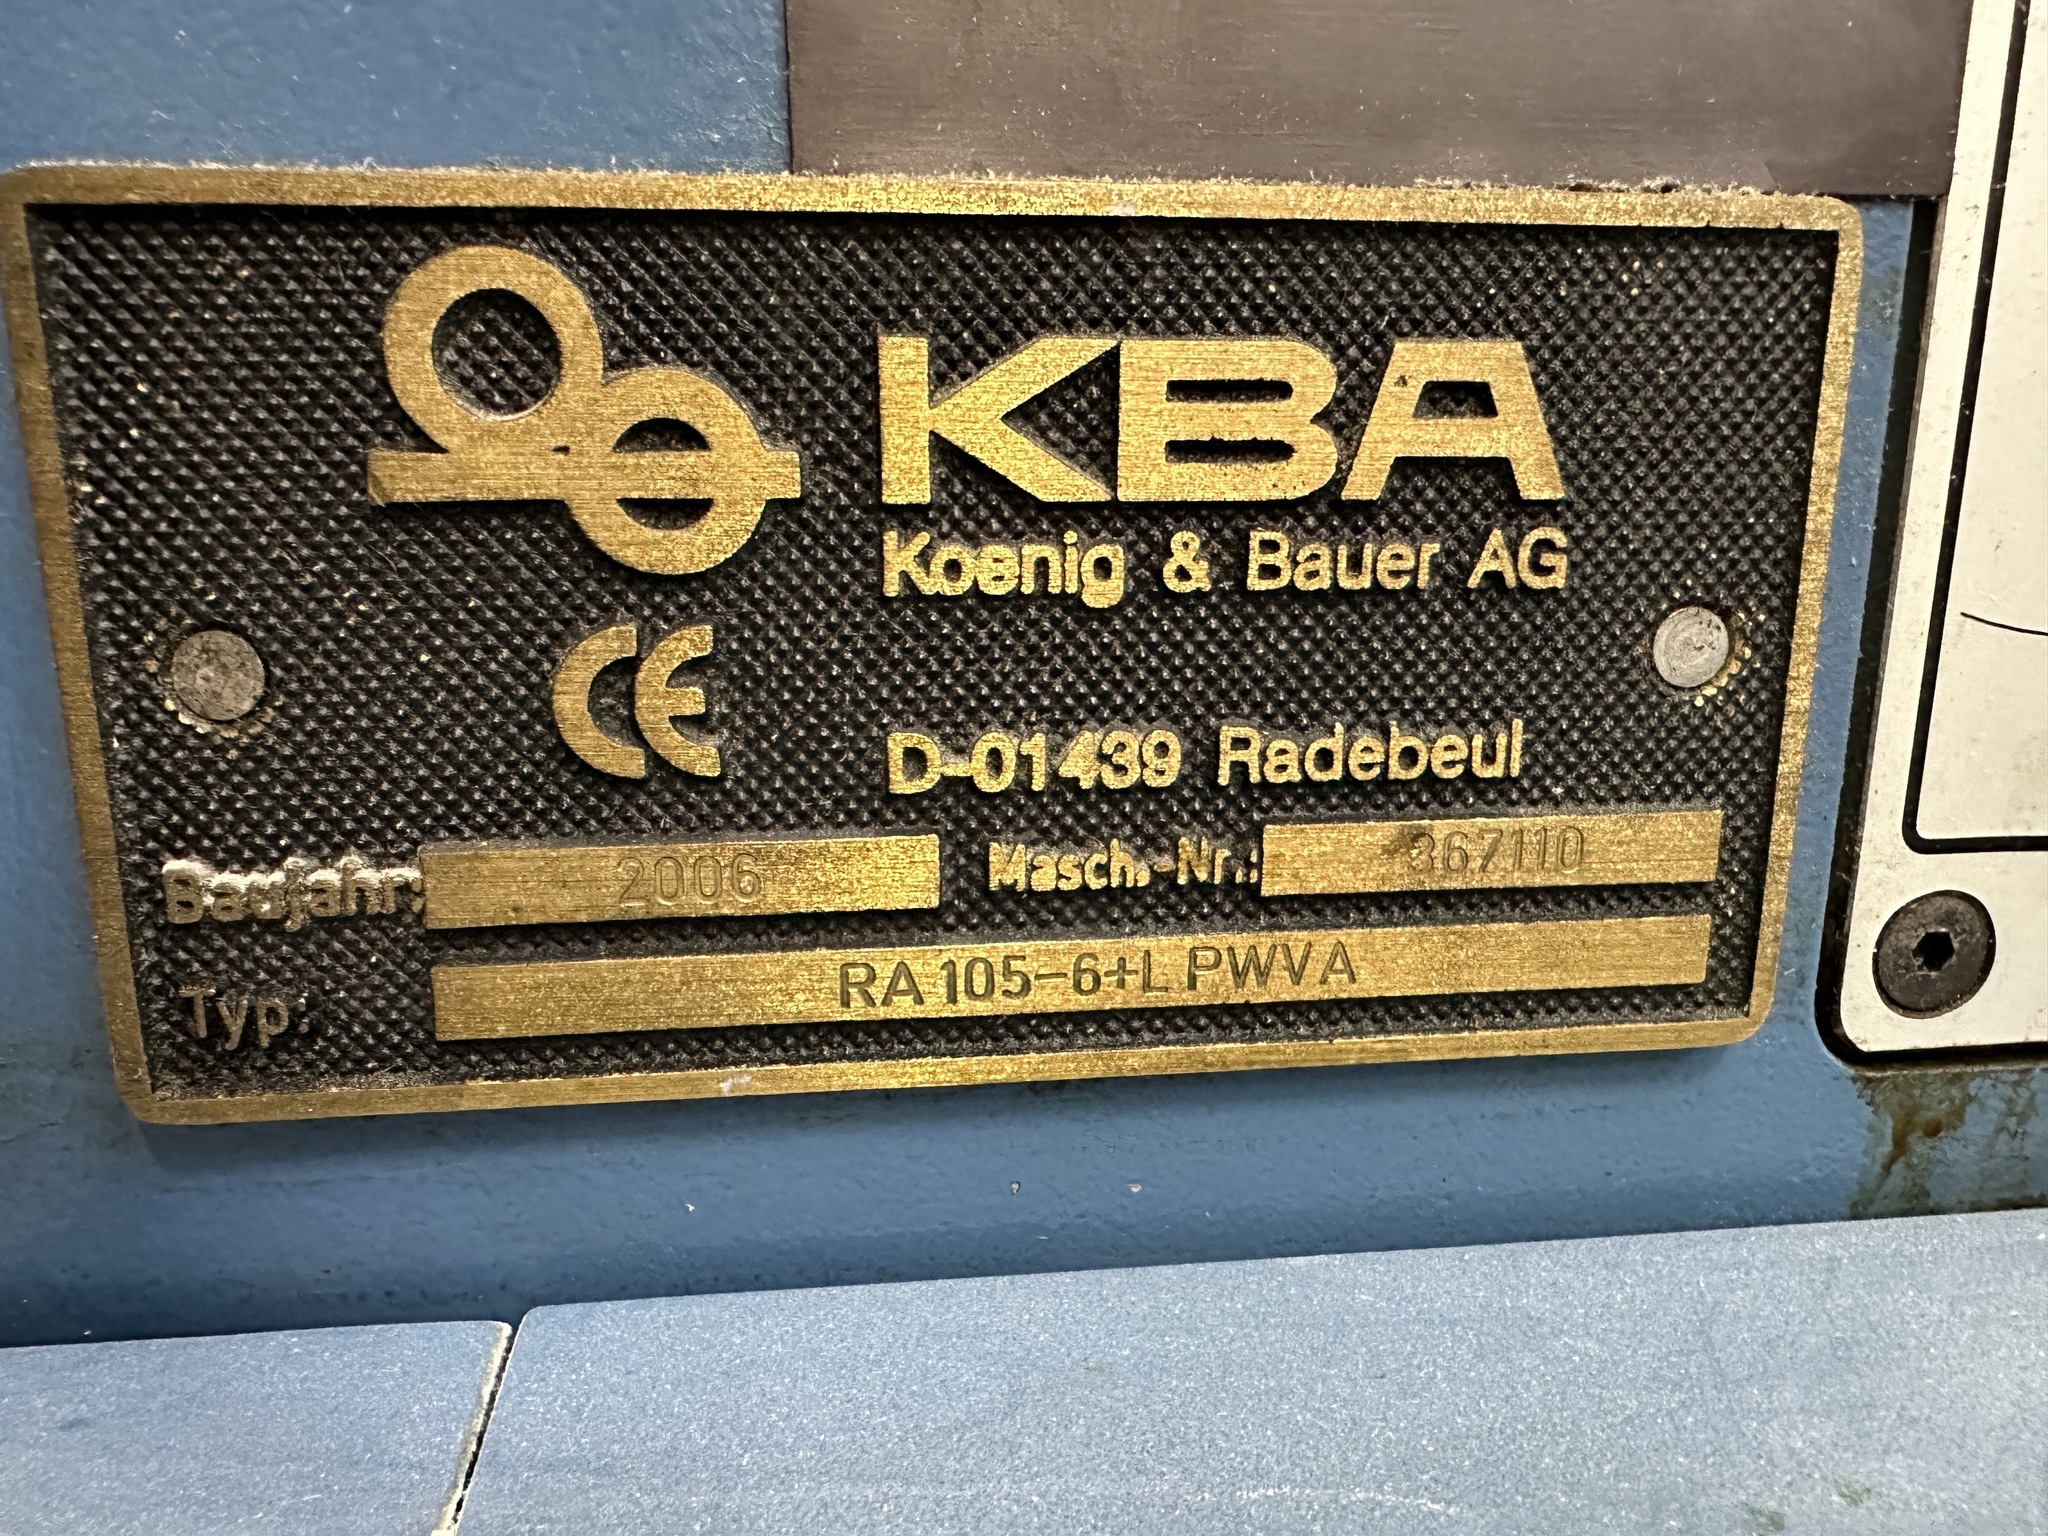 KBA
Koenig & Bauer AG
CE
D-01439 Radebeul
Baujahr: 2006 Masch.-Nr.: 367110
Typ: RA 105-6+L PWVA